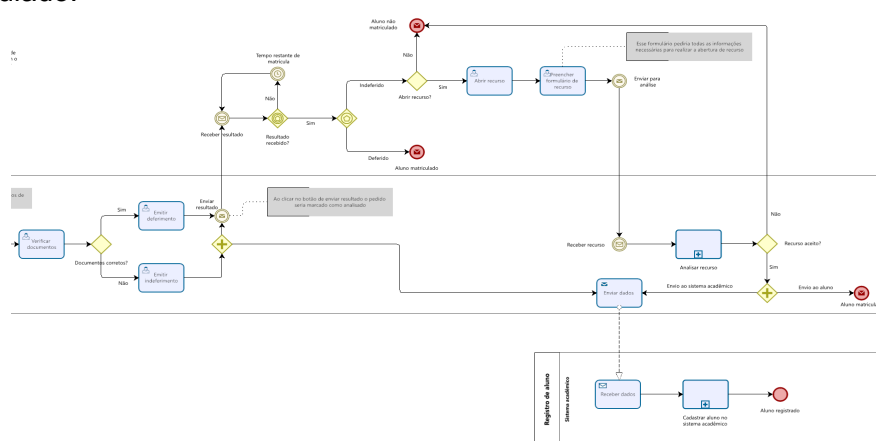 Aluno não
matriculado
Esse formulário pediria todas as informações
necessárias para realizar a abertura de recurso
de
Tempo restante de
matrícula
Não
Indeferido
Abrir recurso?
Sim
Abrir recurso
Preencher
formulário de
recurso
Enviar para
análise
Não
Receber resultado
Resultado
recebido?
Sim
Deferido
Aluno matriculado
os de
Enviar
resultado
Ao clicar no botão de enviar resultado o pedido
seria marcado como analisado
Sim
Emitir
deferimento
Verificar
documentos
Documentos corretos?
Não
Emitir
indeferimento
Receber recurso
Analisar recurso
Não
Recurso aceito?
Sim
Enviar dados
Envio ao sistema acadêmico
Envio ao aluno
Aluno matricula
Registro de aluno
Sistema acadêmico
Receber dados
Cadastrar aluno no
sistema acadêmico
Aluno registrado